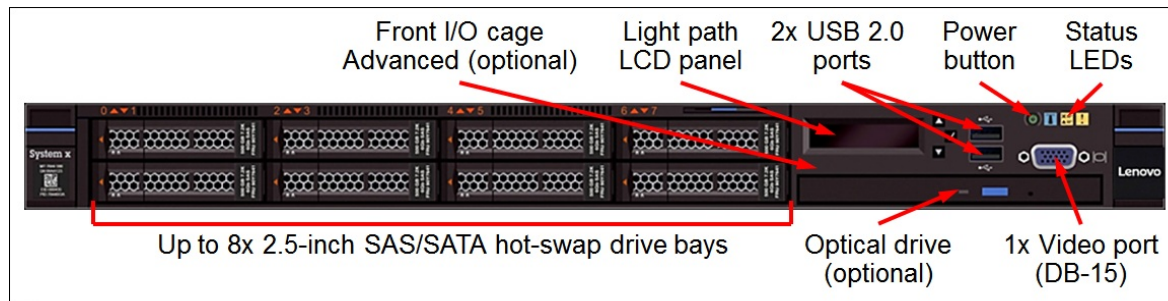 Front I/O cage
Advanced (optional)
Light path
LCD panel
2x USB 2.0
ports
Power
button
Status
LEDs
0 1
2 3
4 5
6 7
System x
Lenovo
Up to 8x 2.5-inch SAS/SATA hot-swap drive bays
Optical drive
(optional)
1x Video port
(DB-15)